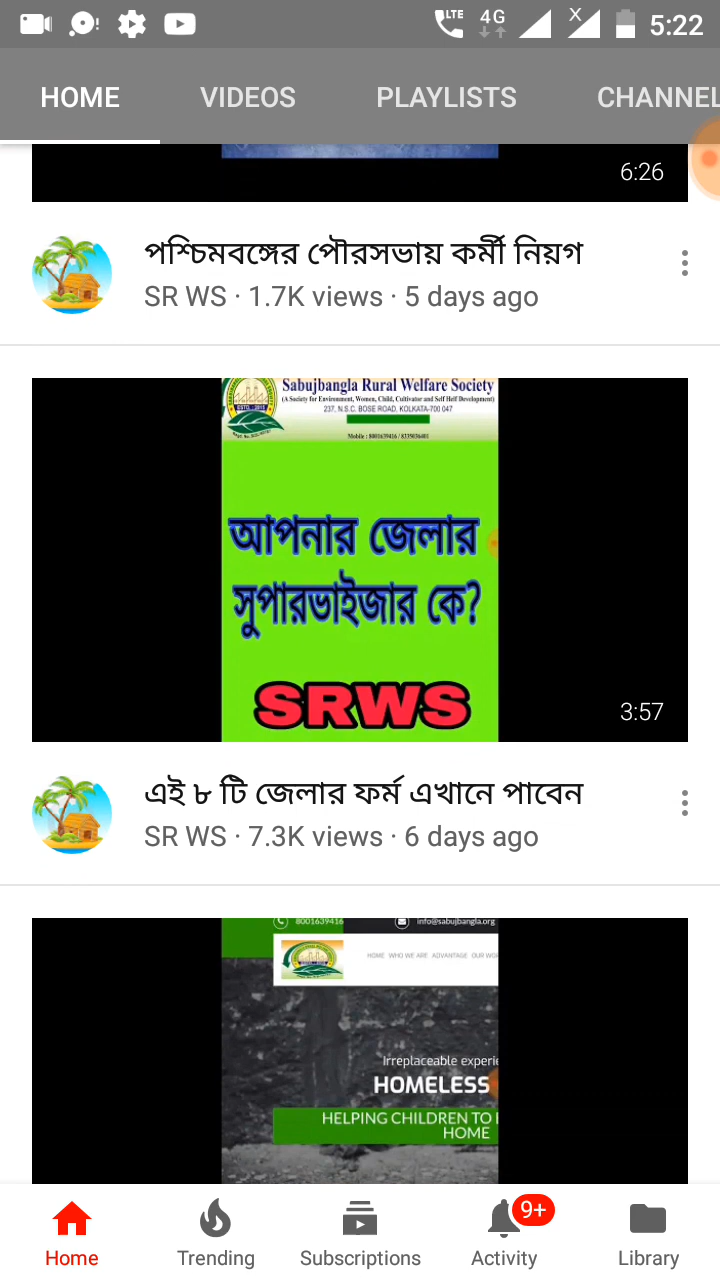 LTE 4G X 5:22
HOME VIDEOS PLAYLISTS CHANNEL
6:26
পশ্চিমবঙ্গের পৌরসভায় কর্মী নিয়গ
SR WS · 1.7K views · 5 days ago
Sabujbangla Rural Welfare Society
(A Society for Environment, Women, Child, Cultivator and Self Helf Development)
237, N.S.C. BOSE ROAD, KOLKATA-700 047
Mobile : 8001639416 / 8335036401
আপনার জেলার
সুপারভাইজার কে?
SRWS
3:57
এই ৮ টি জেলার ফর্ম এখানে পাবেন
SR WS · 7.3K views · 6 days ago
8001639416 info@sabujbangla.org
HOME WHO WE ARE ADVANTAGE OUR WO
Irreplaceable experie
HOMELESS
HELPING CHILDREN TO
HOME
9+
Home Trending Subscriptions Activity Library